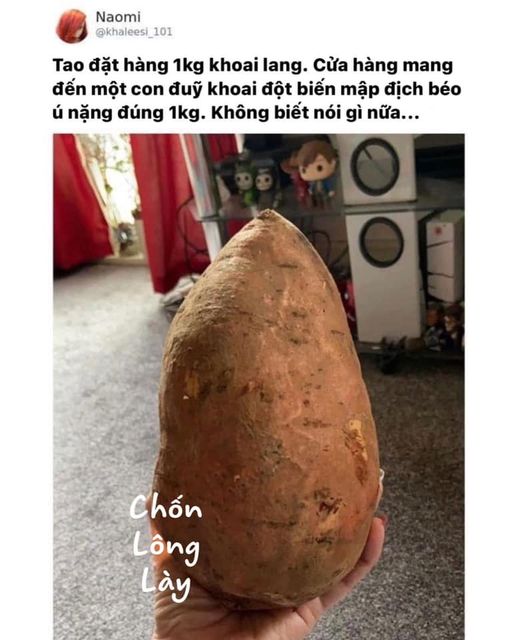 Naomi
@khaleesi_101
Tao đặt hàng 1kg khoai lang. Cửa hàng mang
đến một con đuỹ khoai đột biến mập địch béo
ú nặng đúng 1kg. Không biết nói gì nữa...
Chốn
Lông
Lày